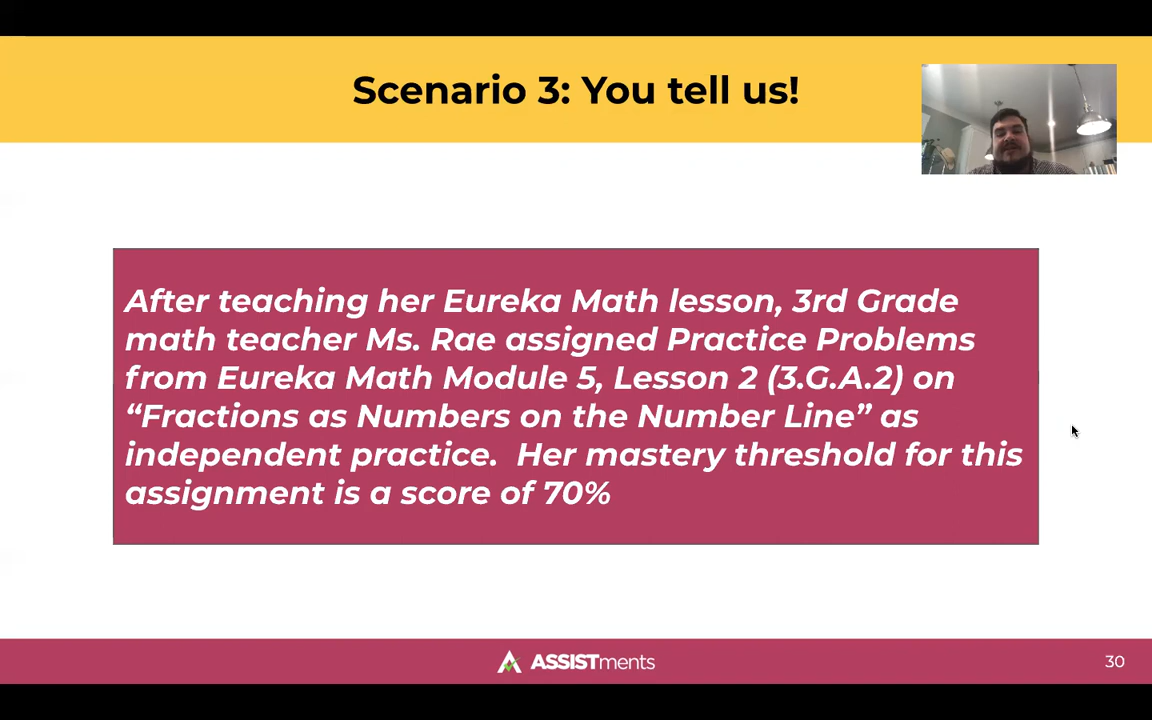 Scenario 3: You tell us!
After teaching her Eureka Math lesson, 3rd Grade
math teacher Ms. Rae assigned Practice Problems
from Eureka Math Module 5, Lesson 2 (3.G.A.2) on
“Fractions as Numbers on the Number Line” as
independent practice.  Her mastery threshold for this
assignment is a score of 70%
ASSISTments
30